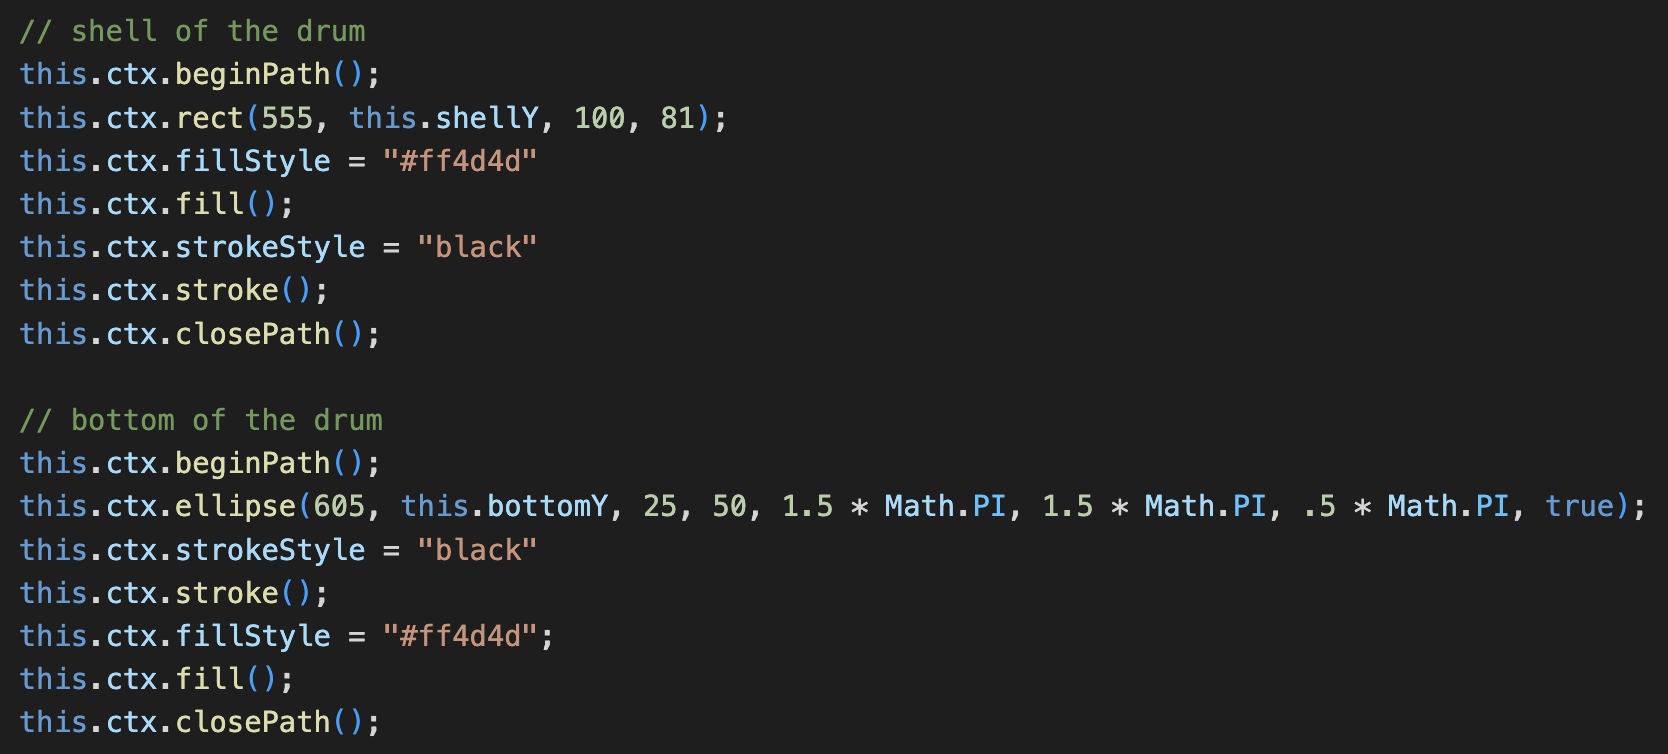 // shell of the drum
this.ctx.beginPath();
this.ctx.rect(555, this.shellY, 100, 81);
this.ctx.fillStyle = "#ff4d4d"
this.ctx.fill();
this.ctx.strokeStyle = "black"
this.ctx.stroke();
this.ctx.closePath();

// bottom of the drum
this.ctx.beginPath();
this.ctx.ellipse(605, this.bottomY, 25, 50, 1.5 * Math.PI, 1.5 * Math.PI, .5 * Math.PI, true);
this.ctx.strokeStyle = "black"
this.ctx.stroke();
this.ctx.fillStyle = "#ff4d4d";
this.ctx.fill();
this.ctx.closePath();